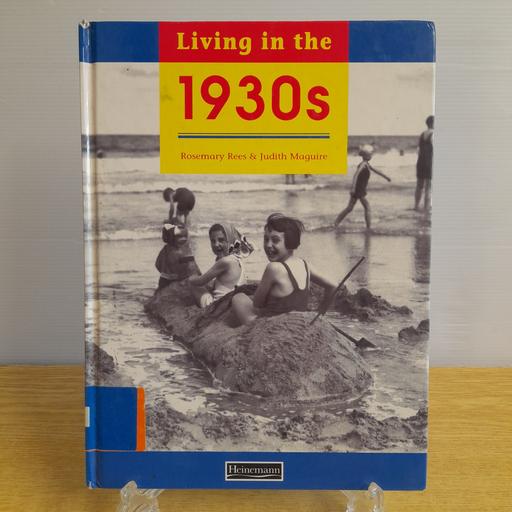 Living in the
1930s
Rosemary Rees & Judith Maguire
Heinemann